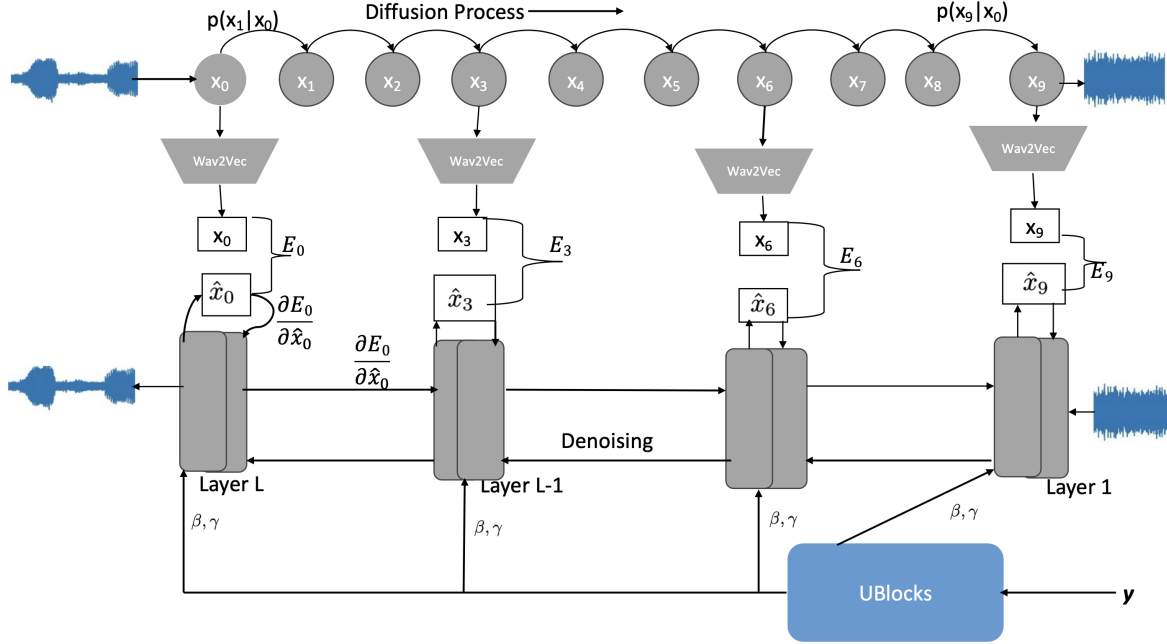 Diffusion Process
p(x₁|x₀)
p(x₉|x₀)
x₀ x₁ x₂ x₃ x₄ x₅ x₆ x₇ x₈ x₉
Wav2Vec Wav2Vec Wav2Vec Wav2Vec
x₀ x₃ x₆ x₉
E₀ E₃ E₆ E₉
x̂₀ x̂₃ x̂₆ x̂₉
∂E₀
∂x̂₀
∂E₀
∂x̂₀
Denoising
Layer L
Layer L-1
Layer 1
β, γ β, γ β, γ β, γ
UBlocks
y